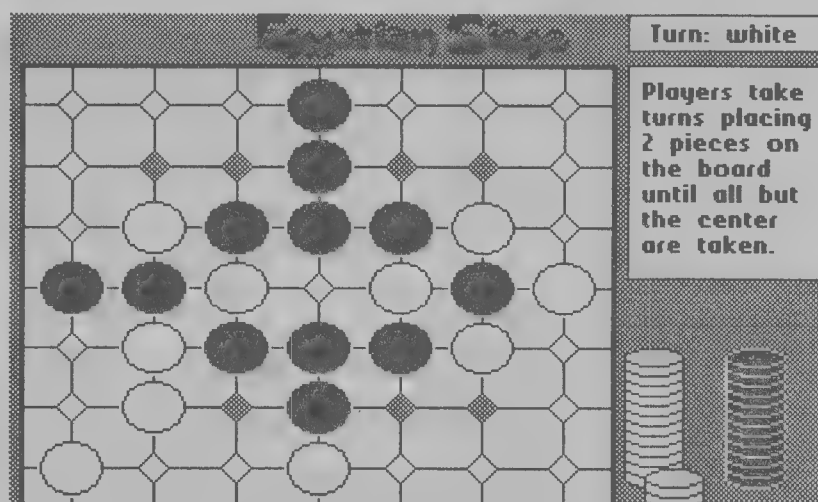 Turn: white
Players take
turns placing
2 pieces on
the board
until all but
the center
are taken.